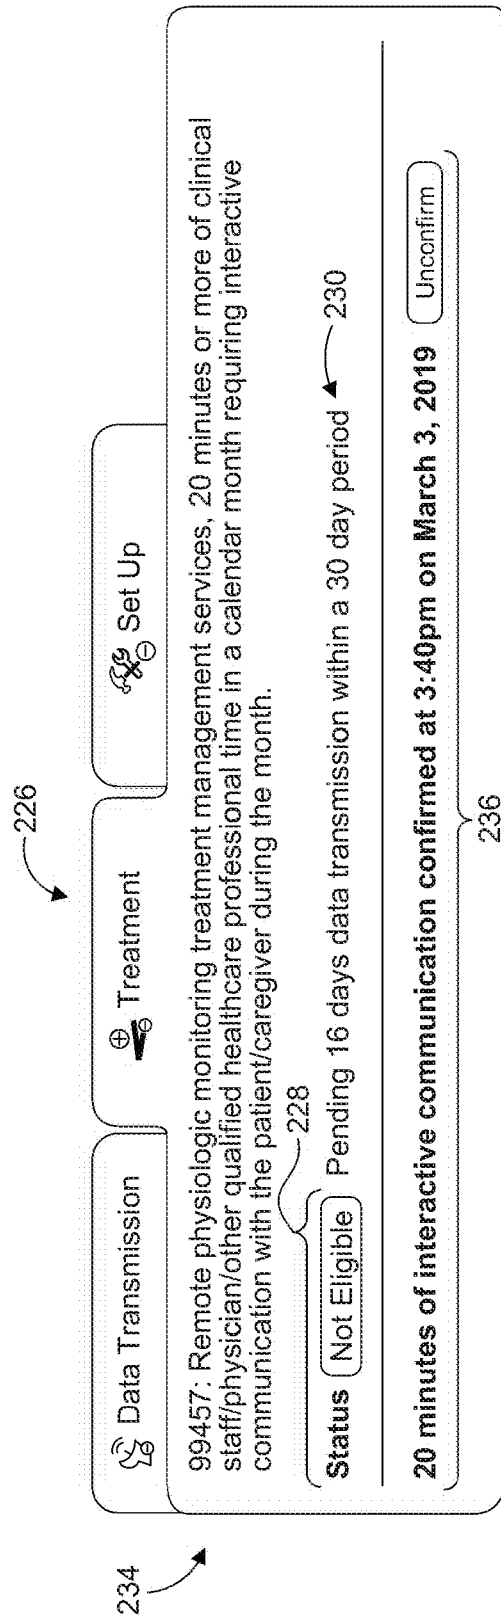 234
226
Data Transmission
Treatment
Set Up
99457: Remote physiologic monitoring treatment management services, 20 minutes or more of clinical
staff/physician/other qualified healthcare professional time in a calendar month requiring interactive
communication with the patient/caregiver during the month.
228
Status Not Eligible Pending 16 days data transmission within a 30 day period 230
20 minutes of interactive communication confirmed at 3:40pm on March 3, 2019 Unconfirm
236